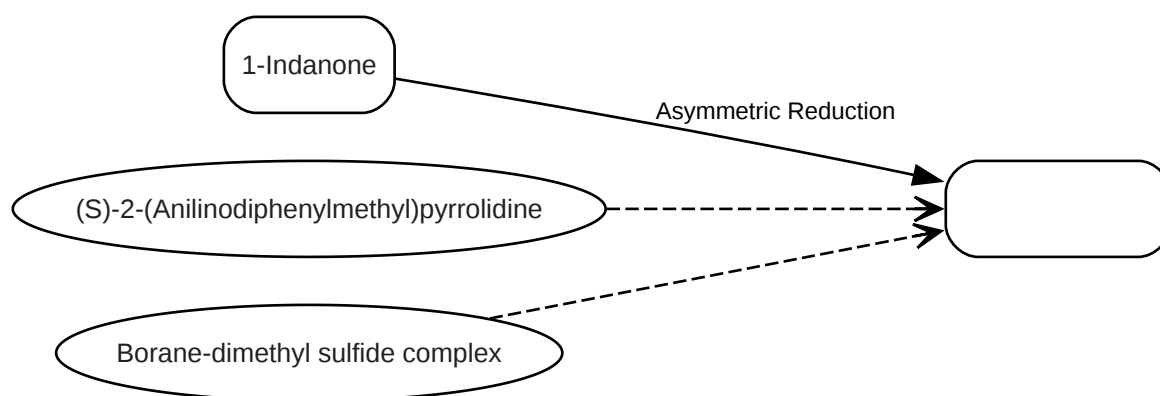 1-Indanone
Asymmetric Reduction
(S)-2-(Anilinodiphenylmethyl)pyrrolidine
Borane-dimethyl sulfide complex